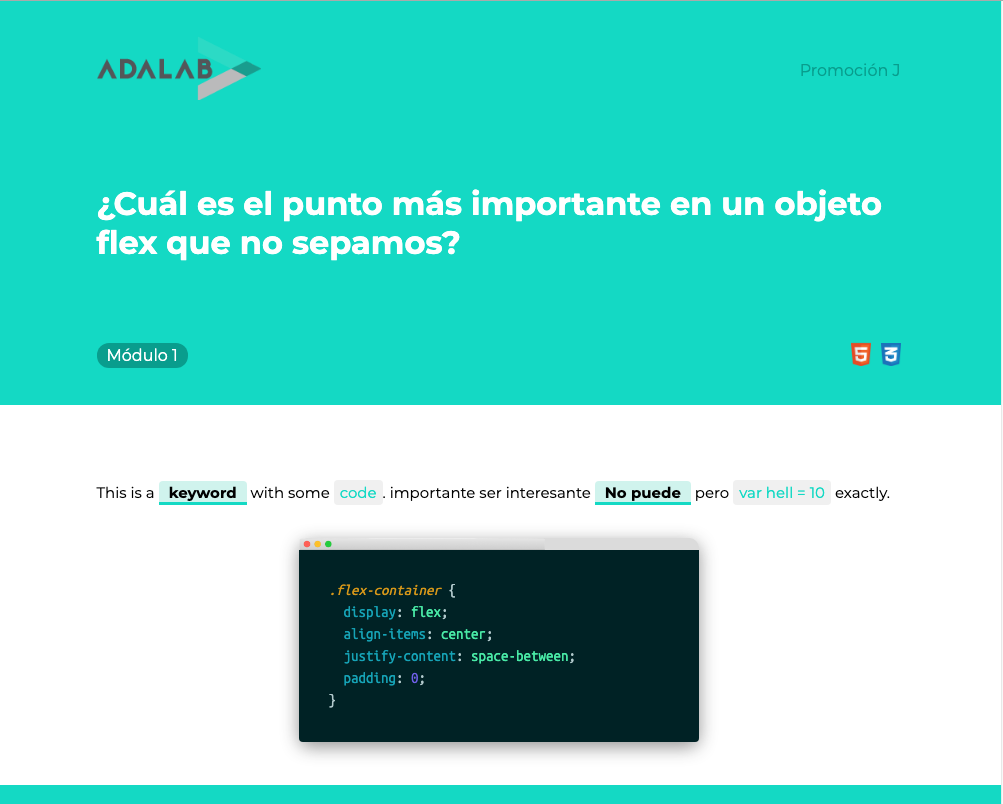 ADALAB
Promoción J
¿Cuál es el punto más importante en un objeto
flex que no sepamos?
Módulo 1
5 3
This is a keyword with some code. importante ser interesante No puede pero var hell = 10 exactly.
.flex-container {
  display: flex;
  align-items: center;
  justify-content: space-between;
  padding: 0;
}